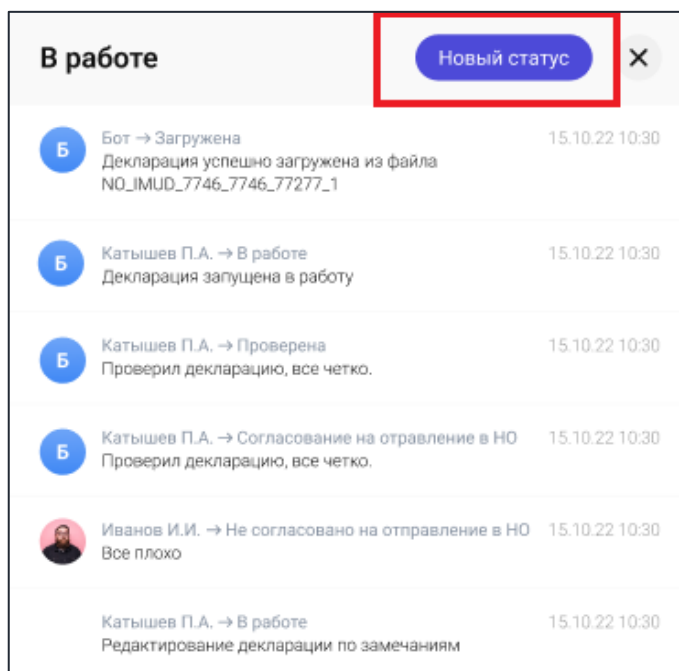 В работе
Новый статус
Б
Бот → Загружена
15.10.22 10:30
Декларация успешно загружена из файла
NO_IMUD_7746_7746_77277_1
Б
Катышев П.А. → В работе
15.10.22 10:30
Декларация запущена в работу
Б
Катышев П.А. → Проверена
15.10.22 10:30
Проверил декларацию, все четко.
Б
Катышев П.А. → Согласование на отравление в НО
15.10.22 10:30
Проверил декларацию, все четко.
Иванов И.И. → Не согласовано на отправление в НО
15.10.22 10:30
Все плохо
Катышев П.А. → В работе
15.10.22 10:30
Редактирование декларации по замечаниям